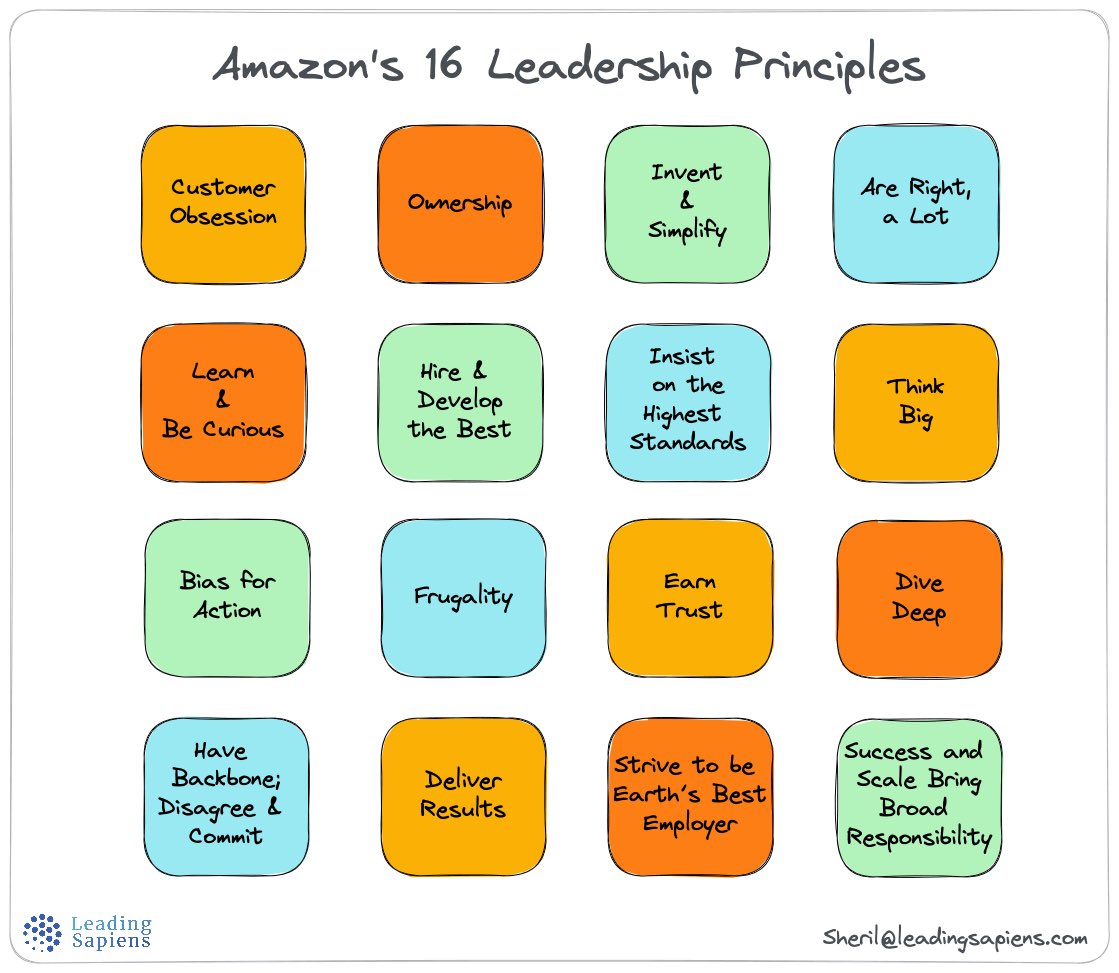 Amazon's 16 Leadership Principles
Customer
Obsession
Ownership
Invent
&
Simplify
Are Right,
a Lot
Learn
&
Be Curious
Hire &
Develop
the Best
Insist
on the
Highest
Standards
Think
Big
Bias for
Action
Frugality
Earn
Trust
Dive
Deep
Have
Backbone;
Disagree &
Commit
Deliver
Results
Strive to be
Earth's Best
Employer
Success and
Scale Bring
Broad
Responsibility
Leading
Sapiens
Sheril@leadingsapiens.com